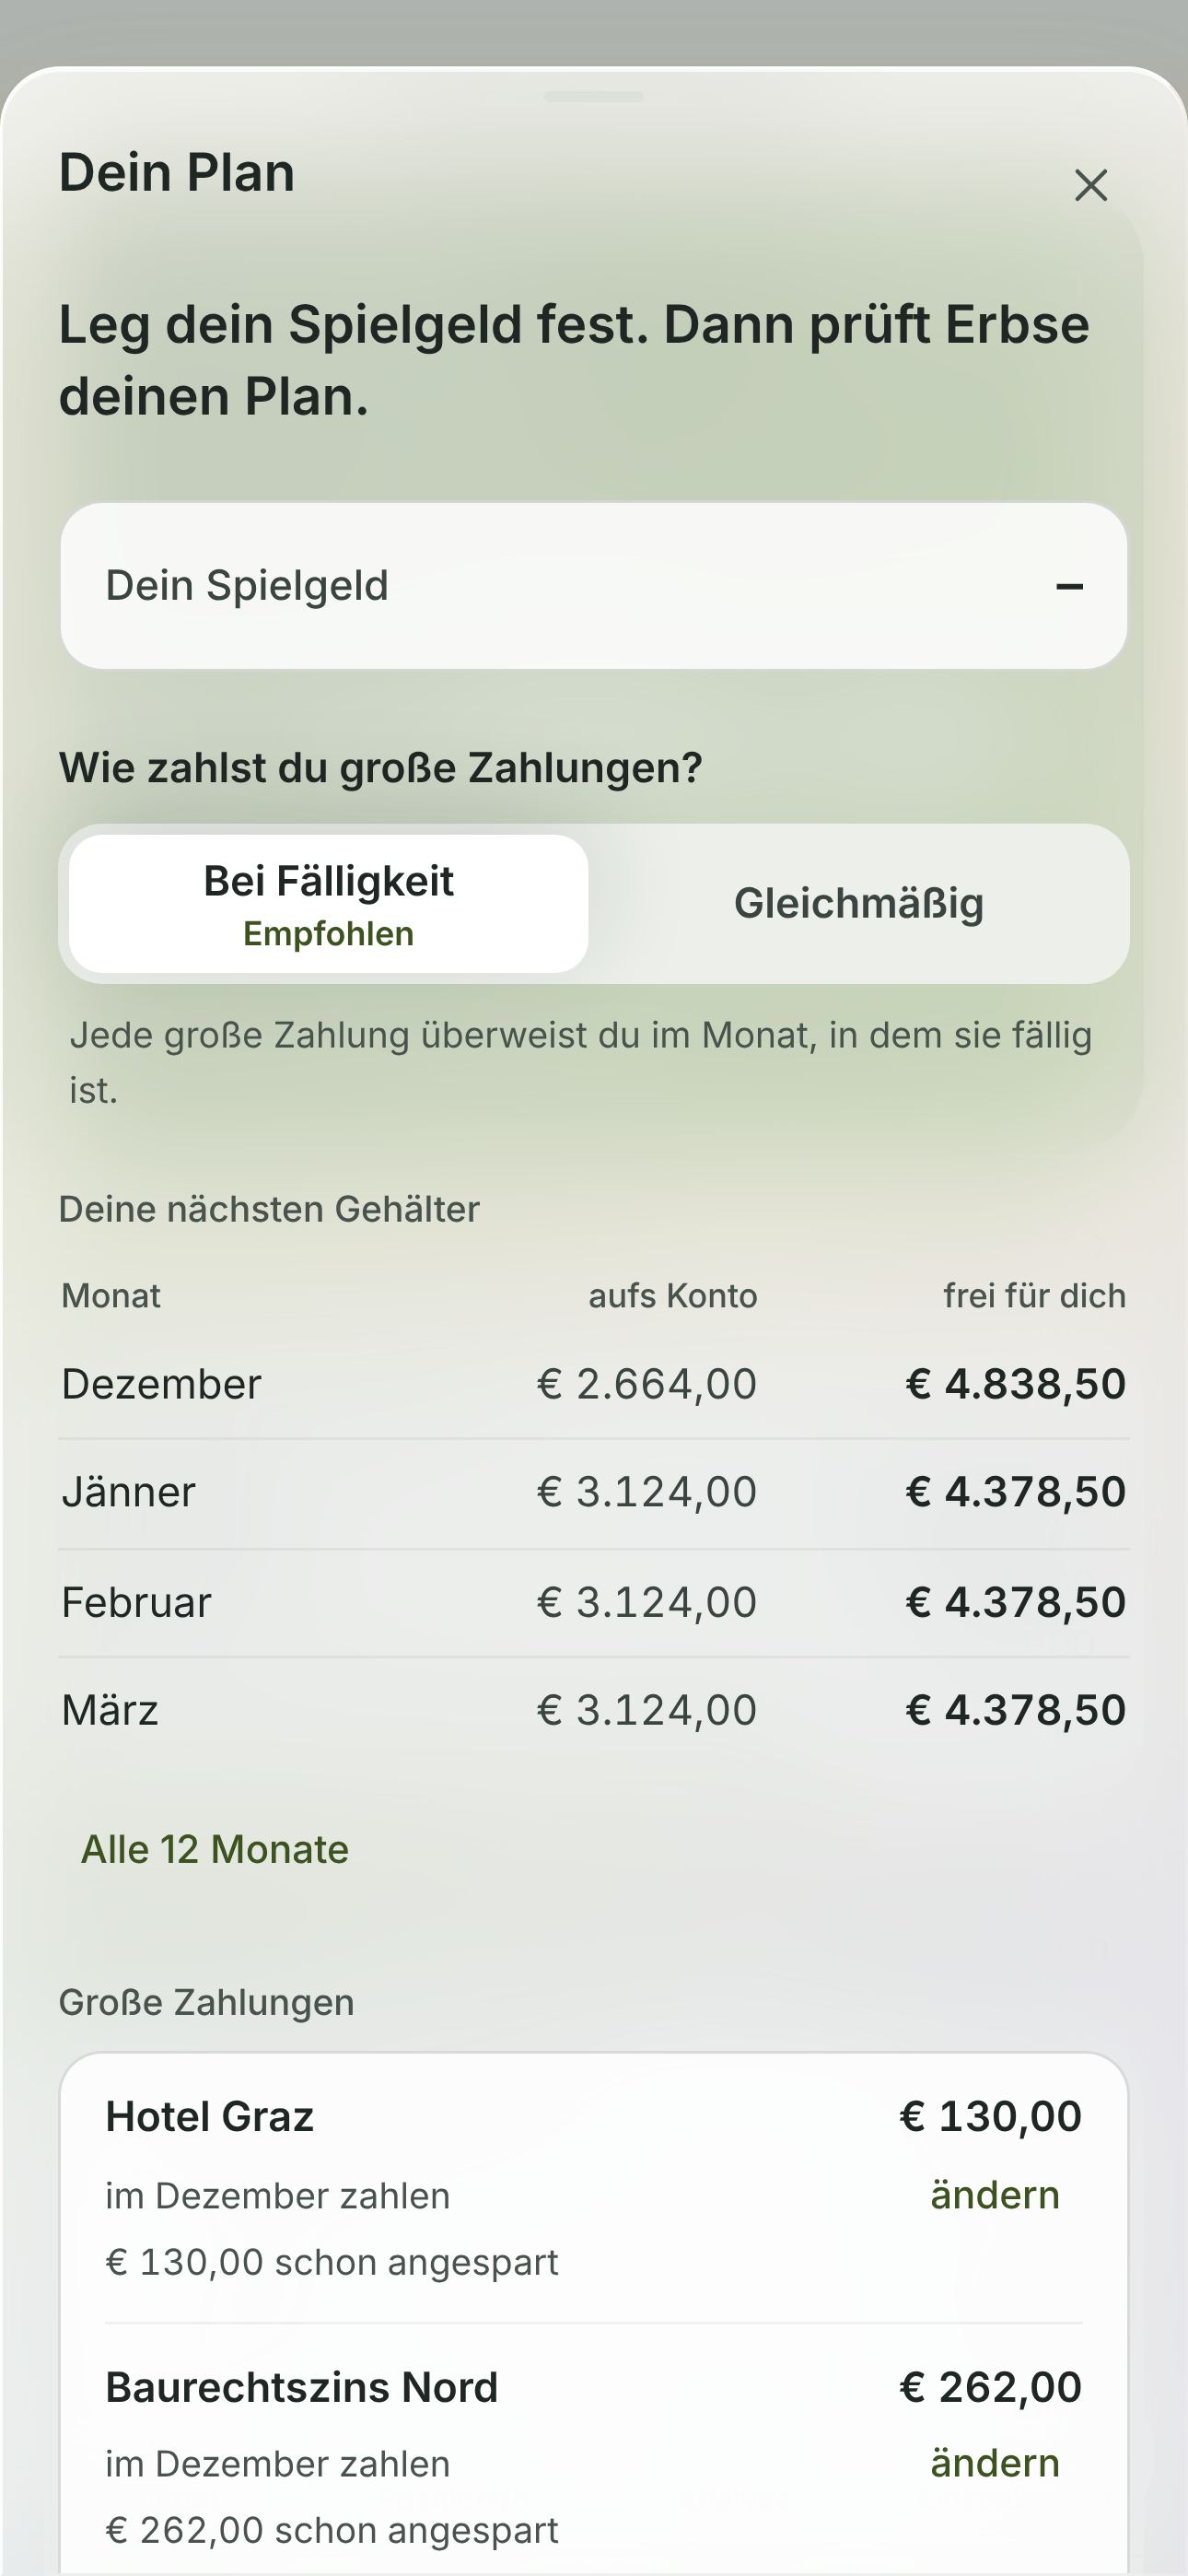 Dein Plan
Leg dein Spielgeld fest. Dann prüft Erbse
deinen Plan.
Dein Spielgeld –
Wie zahlst du große Zahlungen?
Bei Fälligkeit
Empfohlen
Gleichmäßig
Jede große Zahlung überweist du im Monat, in dem sie fällig
ist.
Deine nächsten Gehälter
Monat aufs Konto frei für dich
Dezember € 2.664,00 € 4.838,50
Jänner € 3.124,00 € 4.378,50
Februar € 3.124,00 € 4.378,50
März € 3.124,00 € 4.378,50
Alle 12 Monate
Große Zahlungen
Hotel Graz € 130,00
im Dezember zahlen ändern
€ 130,00 schon angespart
Baurechtszins Nord € 262,00
im Dezember zahlen ändern
€ 262,00 schon angespart